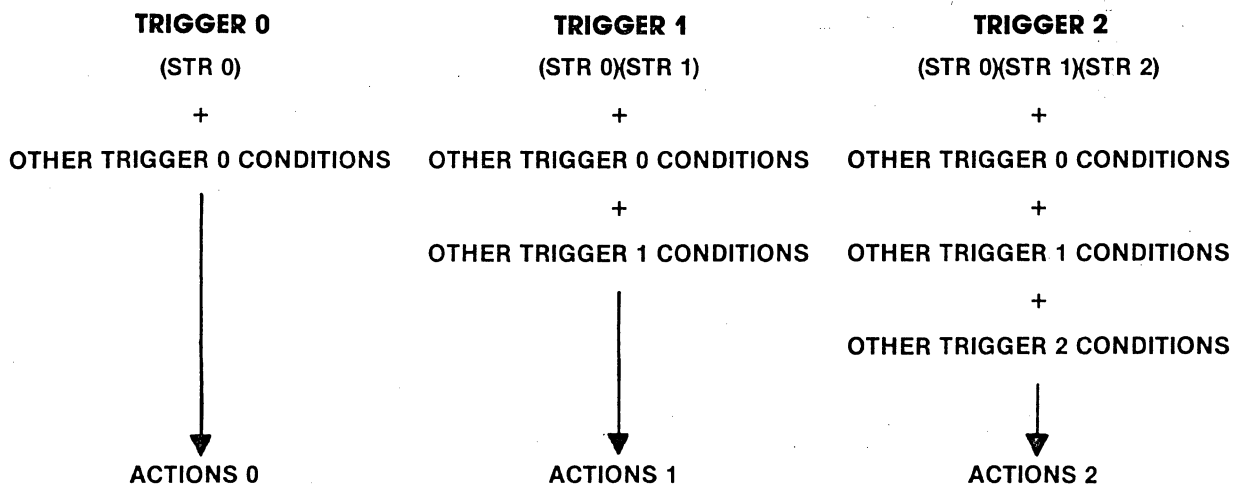 TRIGGER 0
(STR 0)
+
OTHER TRIGGER 0 CONDITIONS
ACTIONS 0
TRIGGER 1
(STR 0)(STR 1)
+
OTHER TRIGGER 0 CONDITIONS
+
OTHER TRIGGER 1 CONDITIONS
ACTIONS 1
TRIGGER 2
(STR 0)(STR 1)(STR 2)
+
OTHER TRIGGER 0 CONDITIONS
+
OTHER TRIGGER 1 CONDITIONS
+
OTHER TRIGGER 2 CONDITIONS
ACTIONS 2